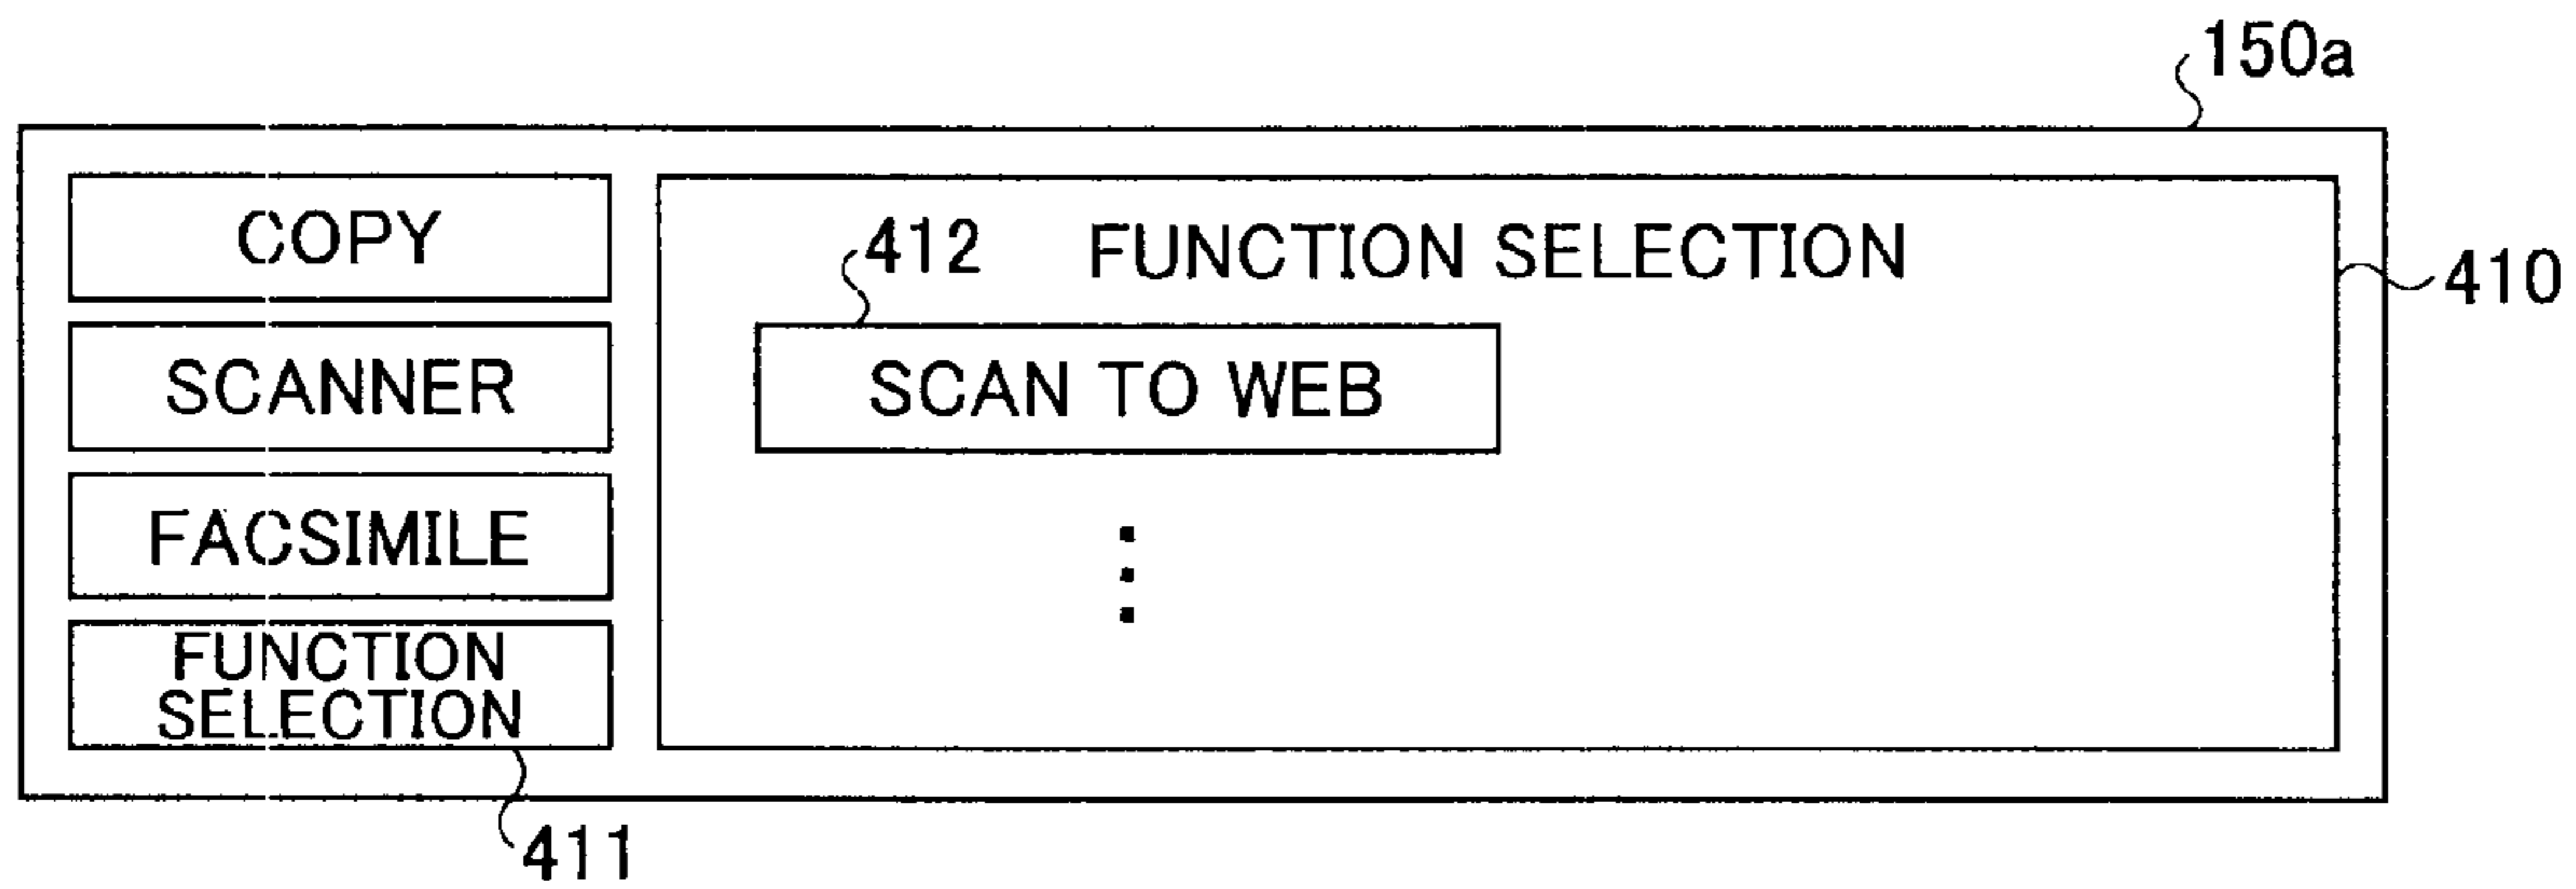 150a
COPY
412
FUNCTION SELECTION
410
SCANNER
SCAN TO WEB
FACSIMILE
FUNCTION
SELECTION
411